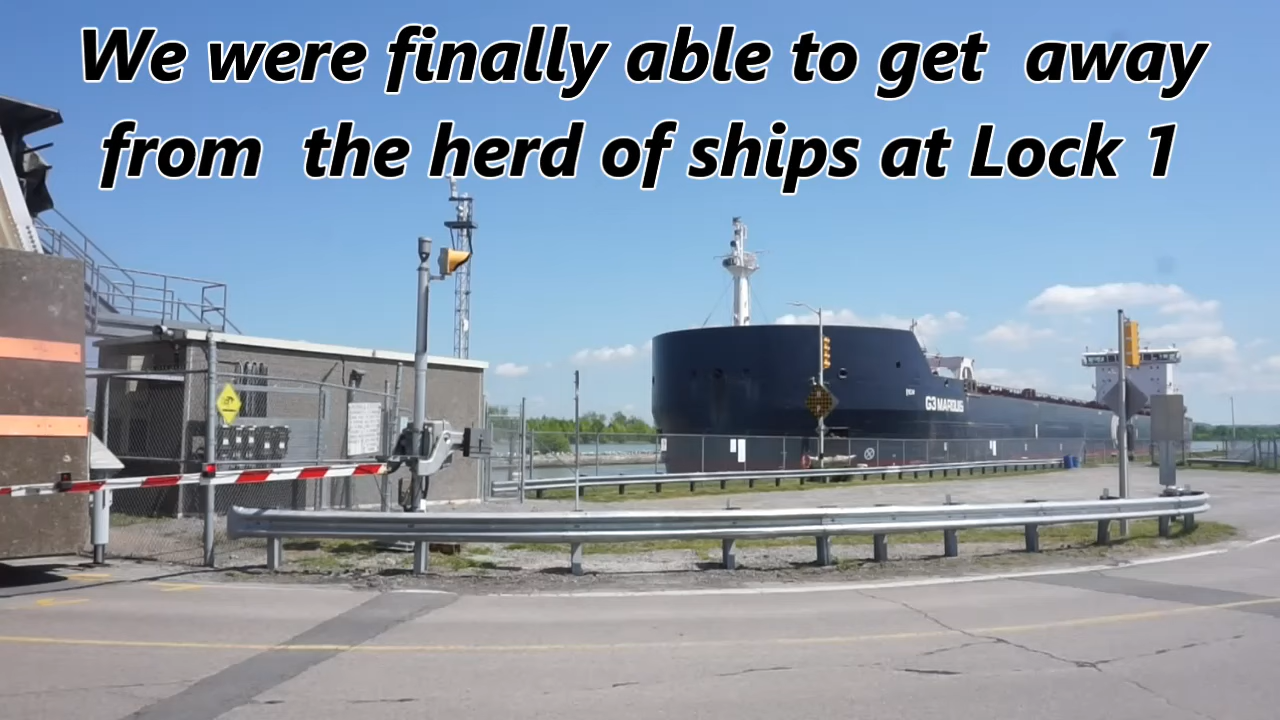 We were finally able to get  away
from  the herd of ships at Lock 1
G3 MARQUIS